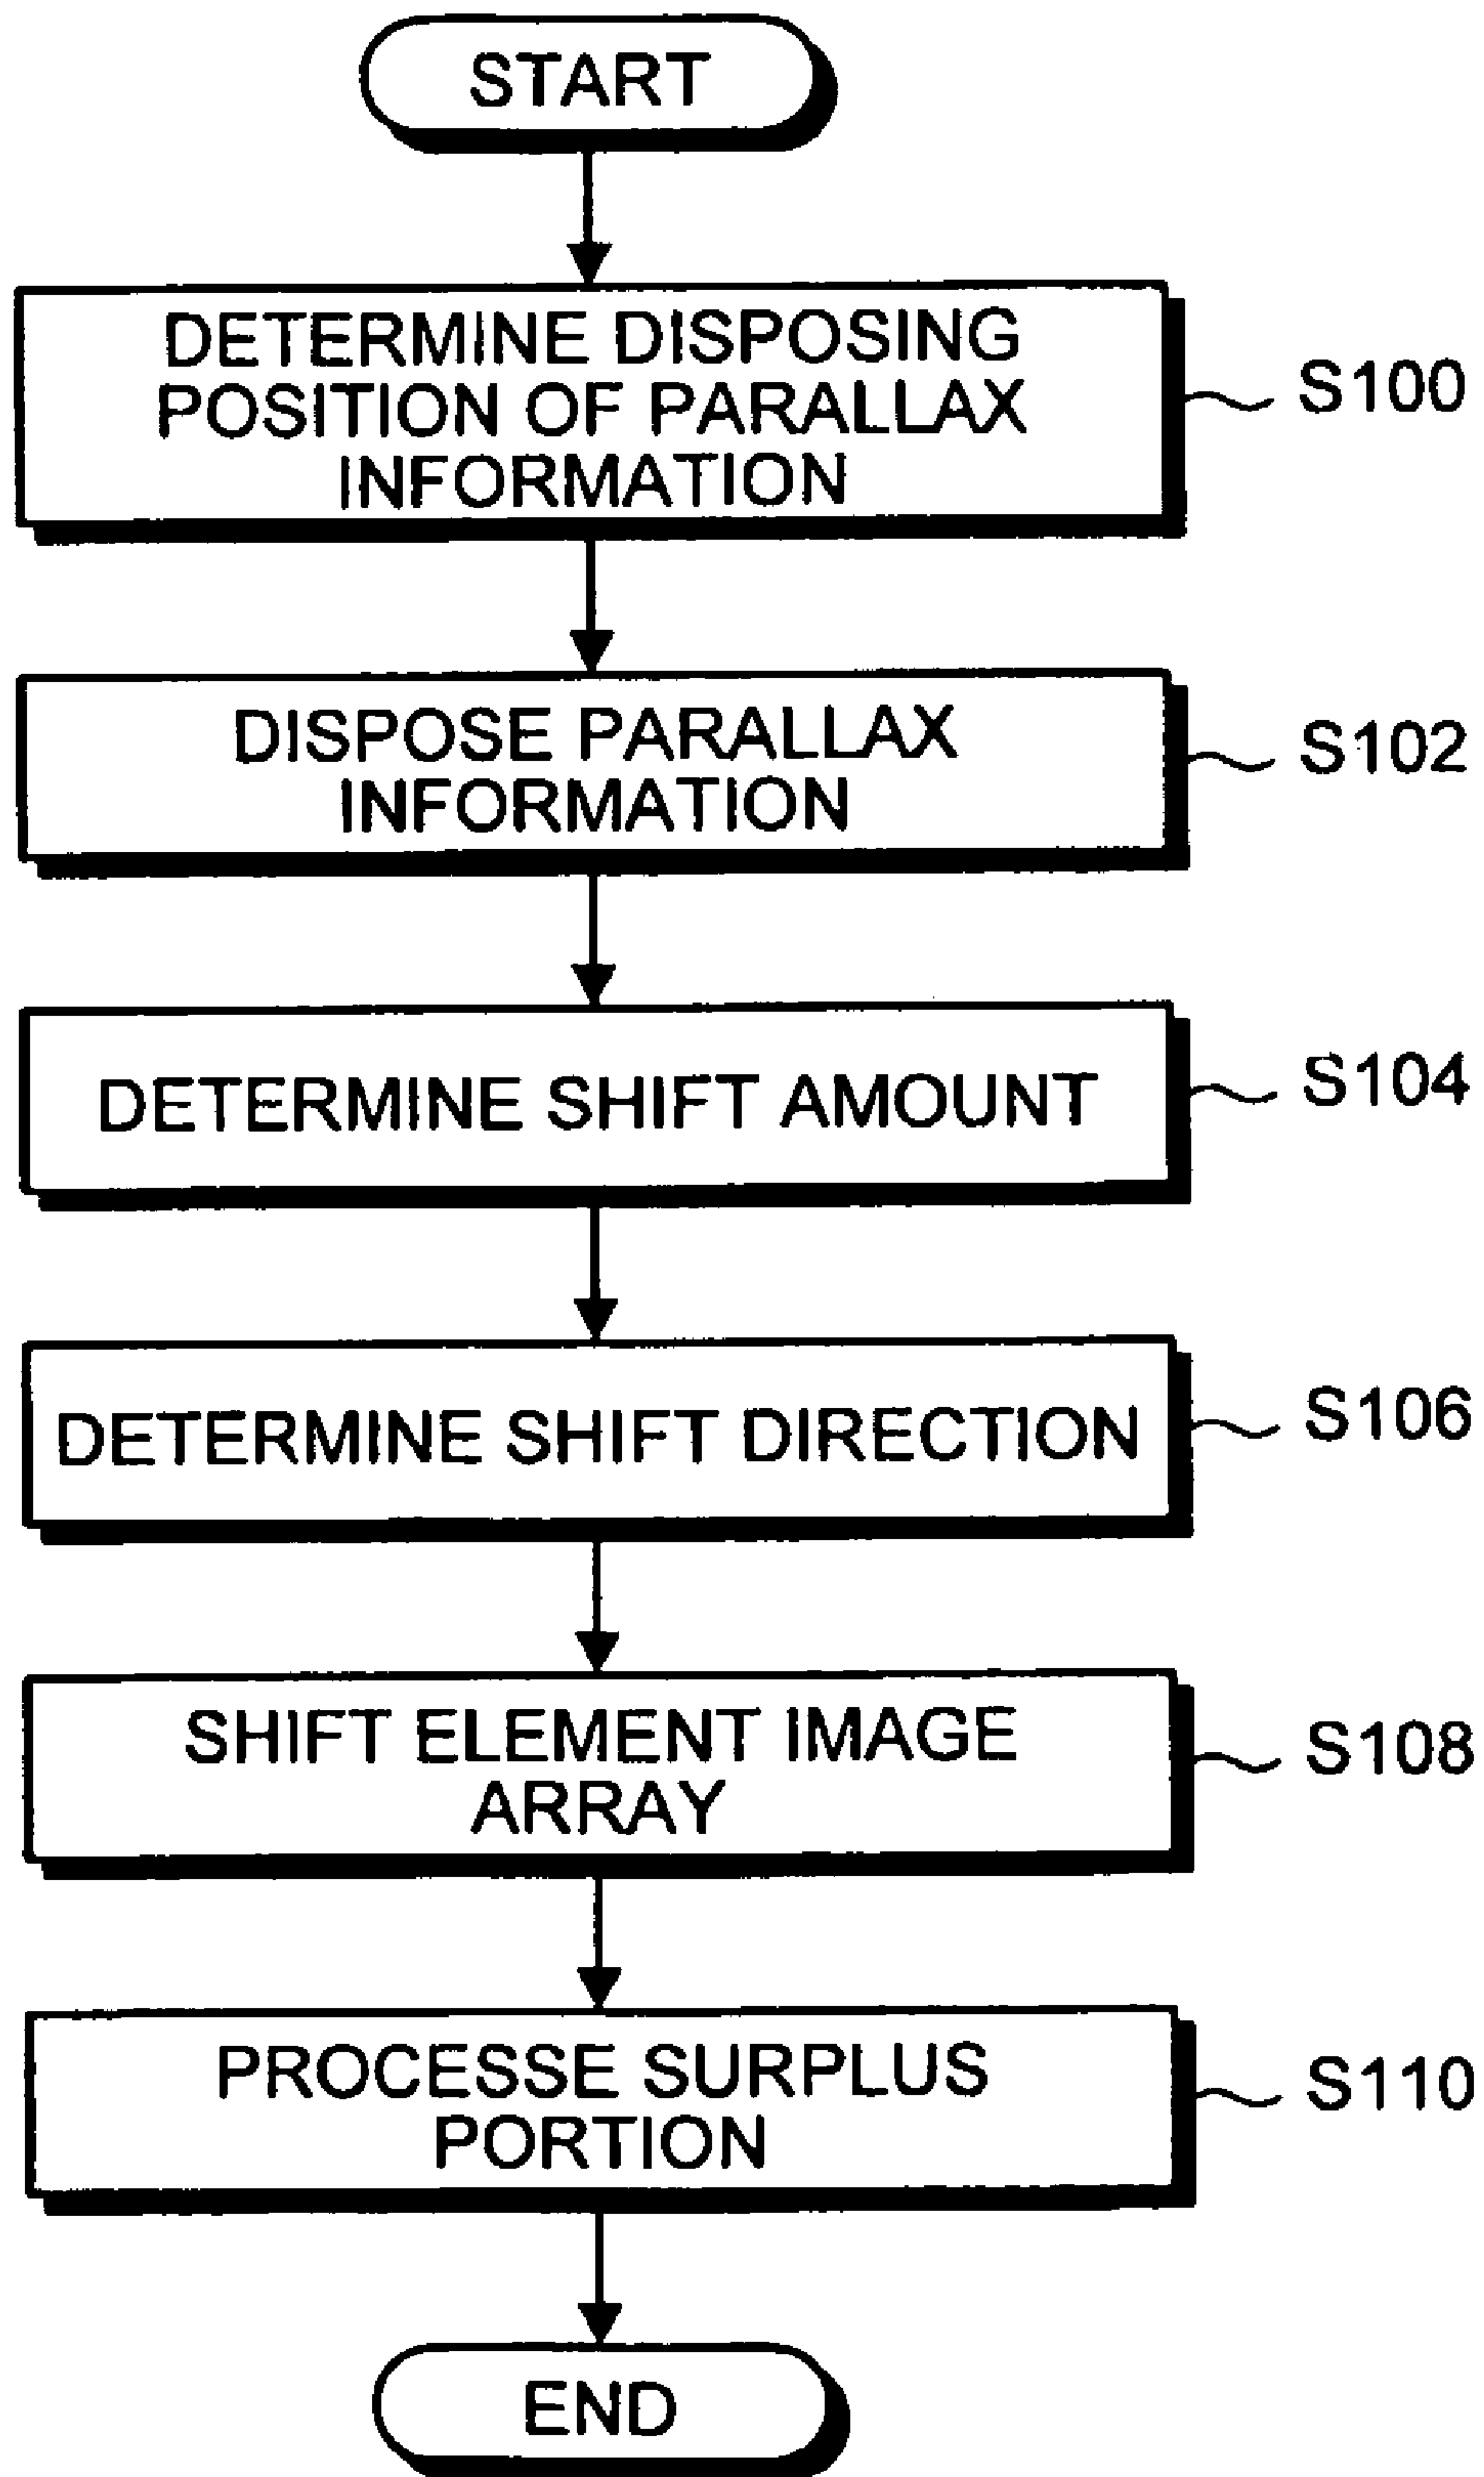 START
DETERMINE DISPOSING
POSITION OF PARALLAX
INFORMATION
S100
DISPOSE PARALLAX
INFORMATION
S102
DETERMINE SHIFT AMOUNT
S104
DETERMINE SHIFT DIRECTION
S106
SHIFT ELEMENT IMAGE
ARRAY
S108
PROCESSE SURPLUS
PORTION
S110
END